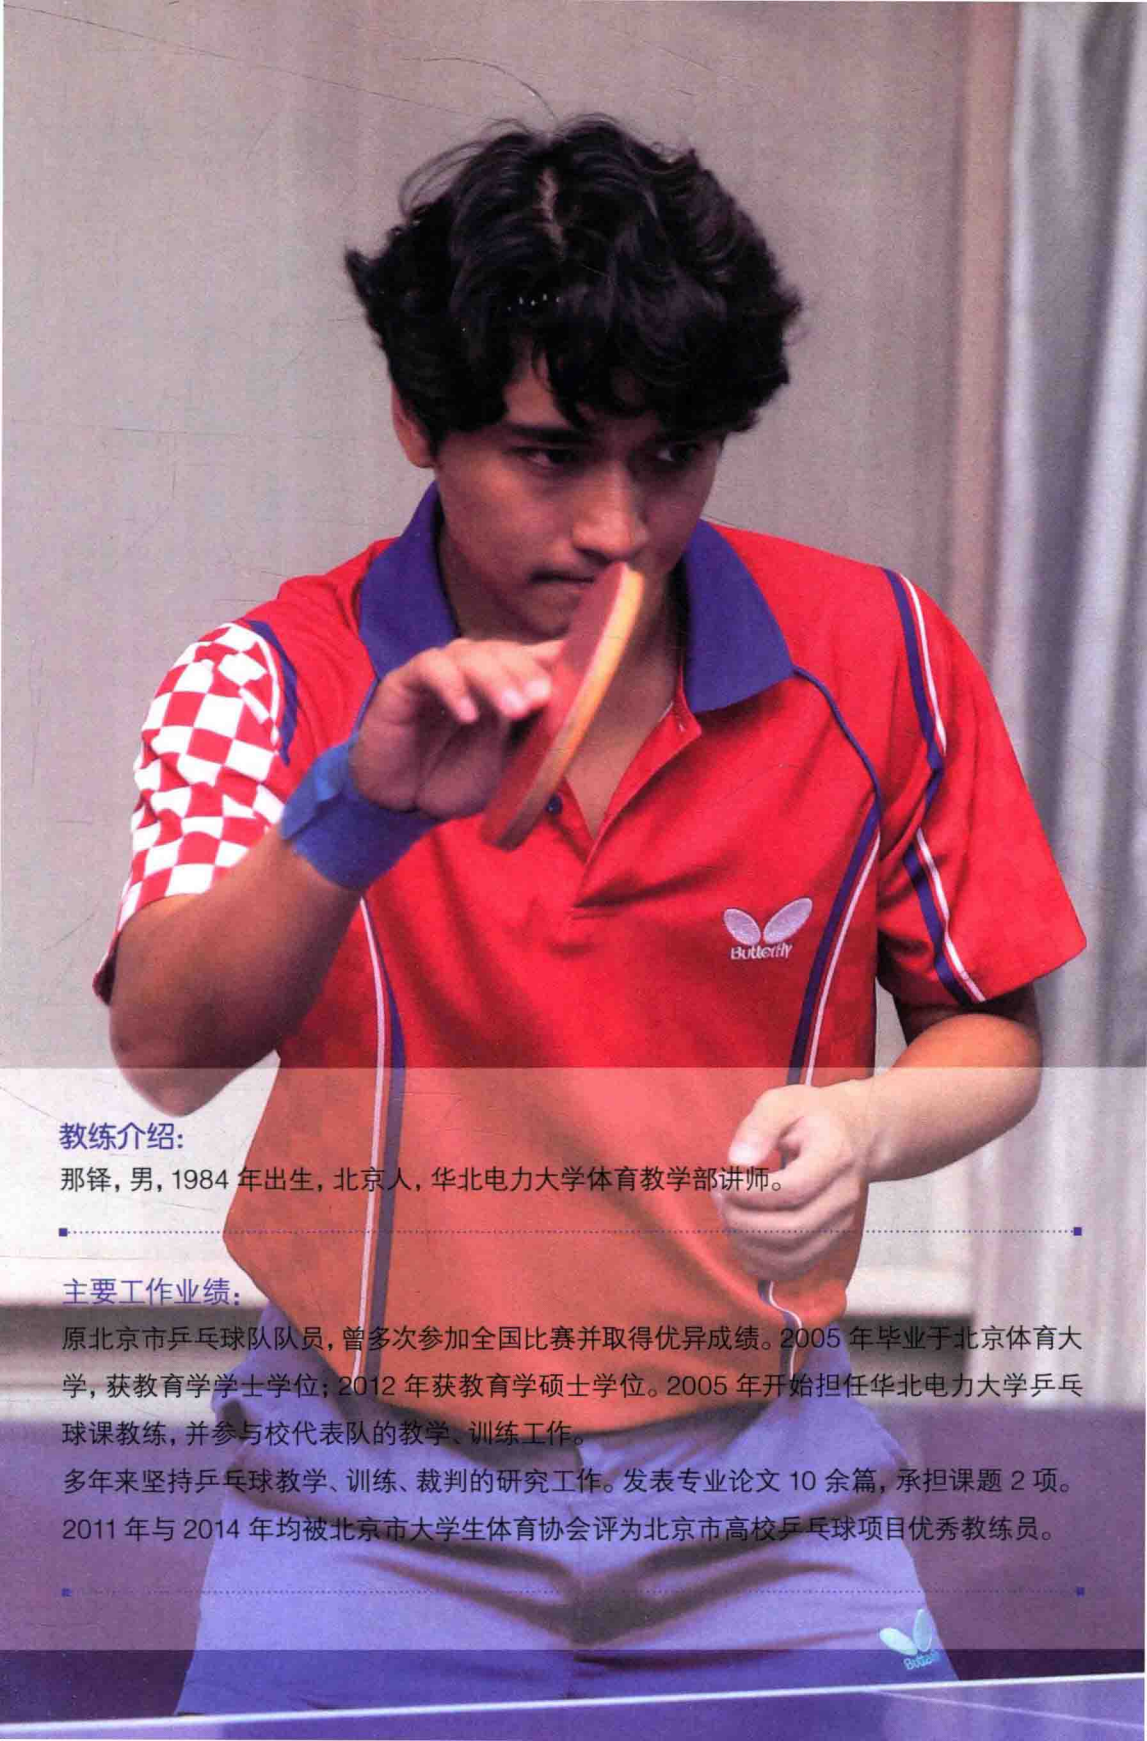 Butterfly
教练介绍:
那铎，男，1984 年出生，北京人，华北电力大学体育教学部讲师。
主要工作业绩:
原北京市乒乓球队队员，曾多次参加全国比赛并取得优异成绩。2005 年毕业于北京体育大
学，获教育学学士学位；2012 年获教育学硕士学位。2005 年开始担任华北电力大学乒乓
球课教练，并参与校代表队的教学、训练工作。
多年来坚持乒乓球教学、训练、裁判的研究工作。发表专业论文 10 余篇，承担课题 2 项。
2011 年与 2014 年均被北京市大学生体育协会评为北京市高校乒乓球项目优秀教练员。
Butterfly